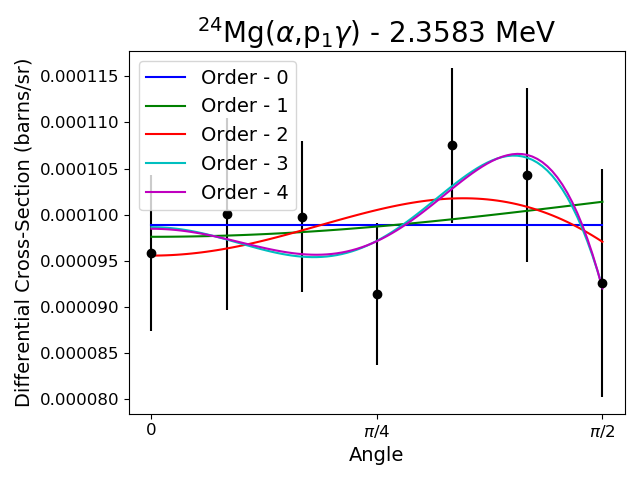 ²⁴Mg(α,p₁γ) - 2.3583 MeV
Order - 0
Order - 1
Order - 2
Order - 3
Order - 4
Differential Cross-Section (barns/sr)
0.000115
0.000110
0.000105
0.000100
0.000095
0.000090
0.000085
0.000080
0
π/4
π/2
Angle